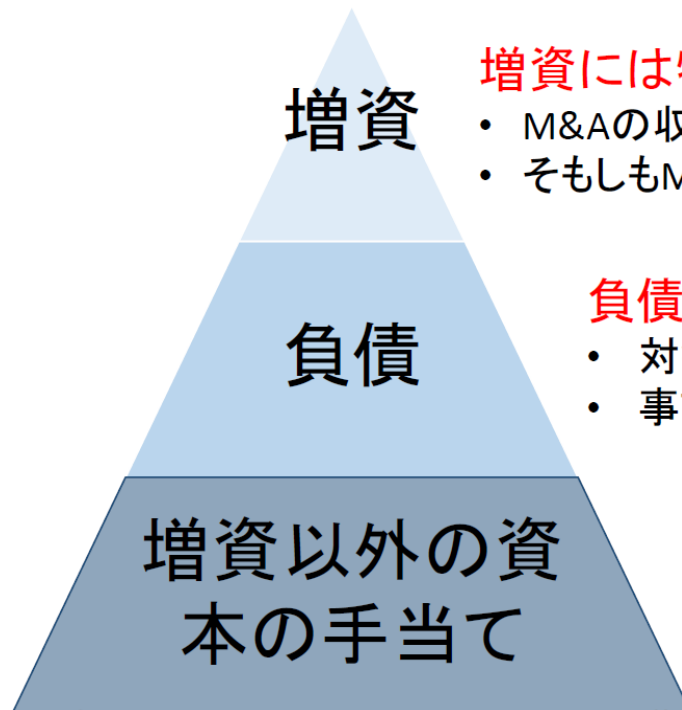 増資
増資には
• M&Aの収
• そもしもM
負債
負債
• 対
• 事
増資以外の資
本の手当て